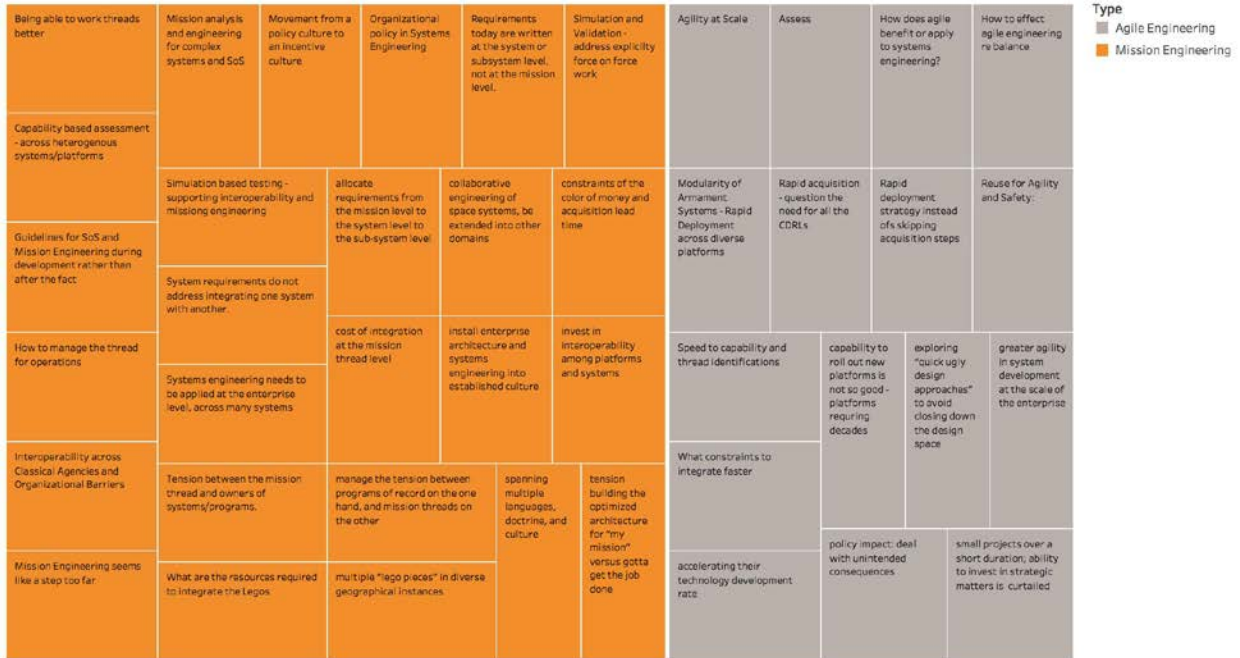 Being able to work threads
better
Capability based assessment
- across heterogenous
systems/platforms
Guidelines for SoS and
Mission Engineering during
development rather than
after the fact
How to manage the thread
for operations
Interoperability across
Classical Agencies and
Organizational Barriers
Mission Engineering seems
like a step too far
Mission analysis
and engineering
for complex
systems and SoS
Movement from a
policy culture to
an incentive
culture
Organizational
policy in Systems
Engineering
Requirements
today are written
at the system or
subsystem level,
not at the mission
level.
Simulation and
Validation -
address explicilty
force on force
work
Simulation based testing -
supporting interoperability and
missiong engineering
System requirements do not
address integrating one system
with another.
Systems engineering needs to
be applied at the enterprise
level, across many systems
Tension between the mission
thread and owners of
systems/programs.
What are the resources required
to integrate the Legos
allocate
requirements from
the mission level to
the system level to
the sub-system level
collaborative
engineering of
space systems, be
extended into other
domains
constraints of the
color of money and
acquisition lead
time
cost of integration
at the mission
thread level
install enterprise
architecture and
systems
engineering into
established culture
invest in
interoperability
among platforms
and systems
manage the tension between
programs of record on the one
hand, and mission threads on
the other
multiple "lego pieces" in diverse
geographical instances
spanning
multiple
languages,
doctrine, and
culture
tension
building the
optimized
architecture
for "my
mission"
versus gotta
get the job
done
Agility at Scale
Assess
How does agile
benefit or apply
to systems
engineering?
How to effect
agile engineering
re balance
Modularity of
Armament
Systems - Rapid
Deployment
across diverse
platforms
Rapid acquisition
- question the
need for all the
CDRLs
Rapid
deployment
strategy instead
ofs skipping
acquisition steps
Reuse for Agility
and Safety:
Speed to capability and
thread identifications
What constraints to
integrate faster
accelerating their
technology development
rate
capability to
roll out new
platforms is
not so good -
platforms
requring
decades
exploring
"quick ugly
design
approaches"
to avoid
closing down
the design
space
greater agility
in system
development
at the scale of
the enterprise
policy impact: deal
with unintended
consequences
small projects over a
short duration; ability
to invest in strategic
matters is curtailed
Type
Agile Engineering
Mission Engineering